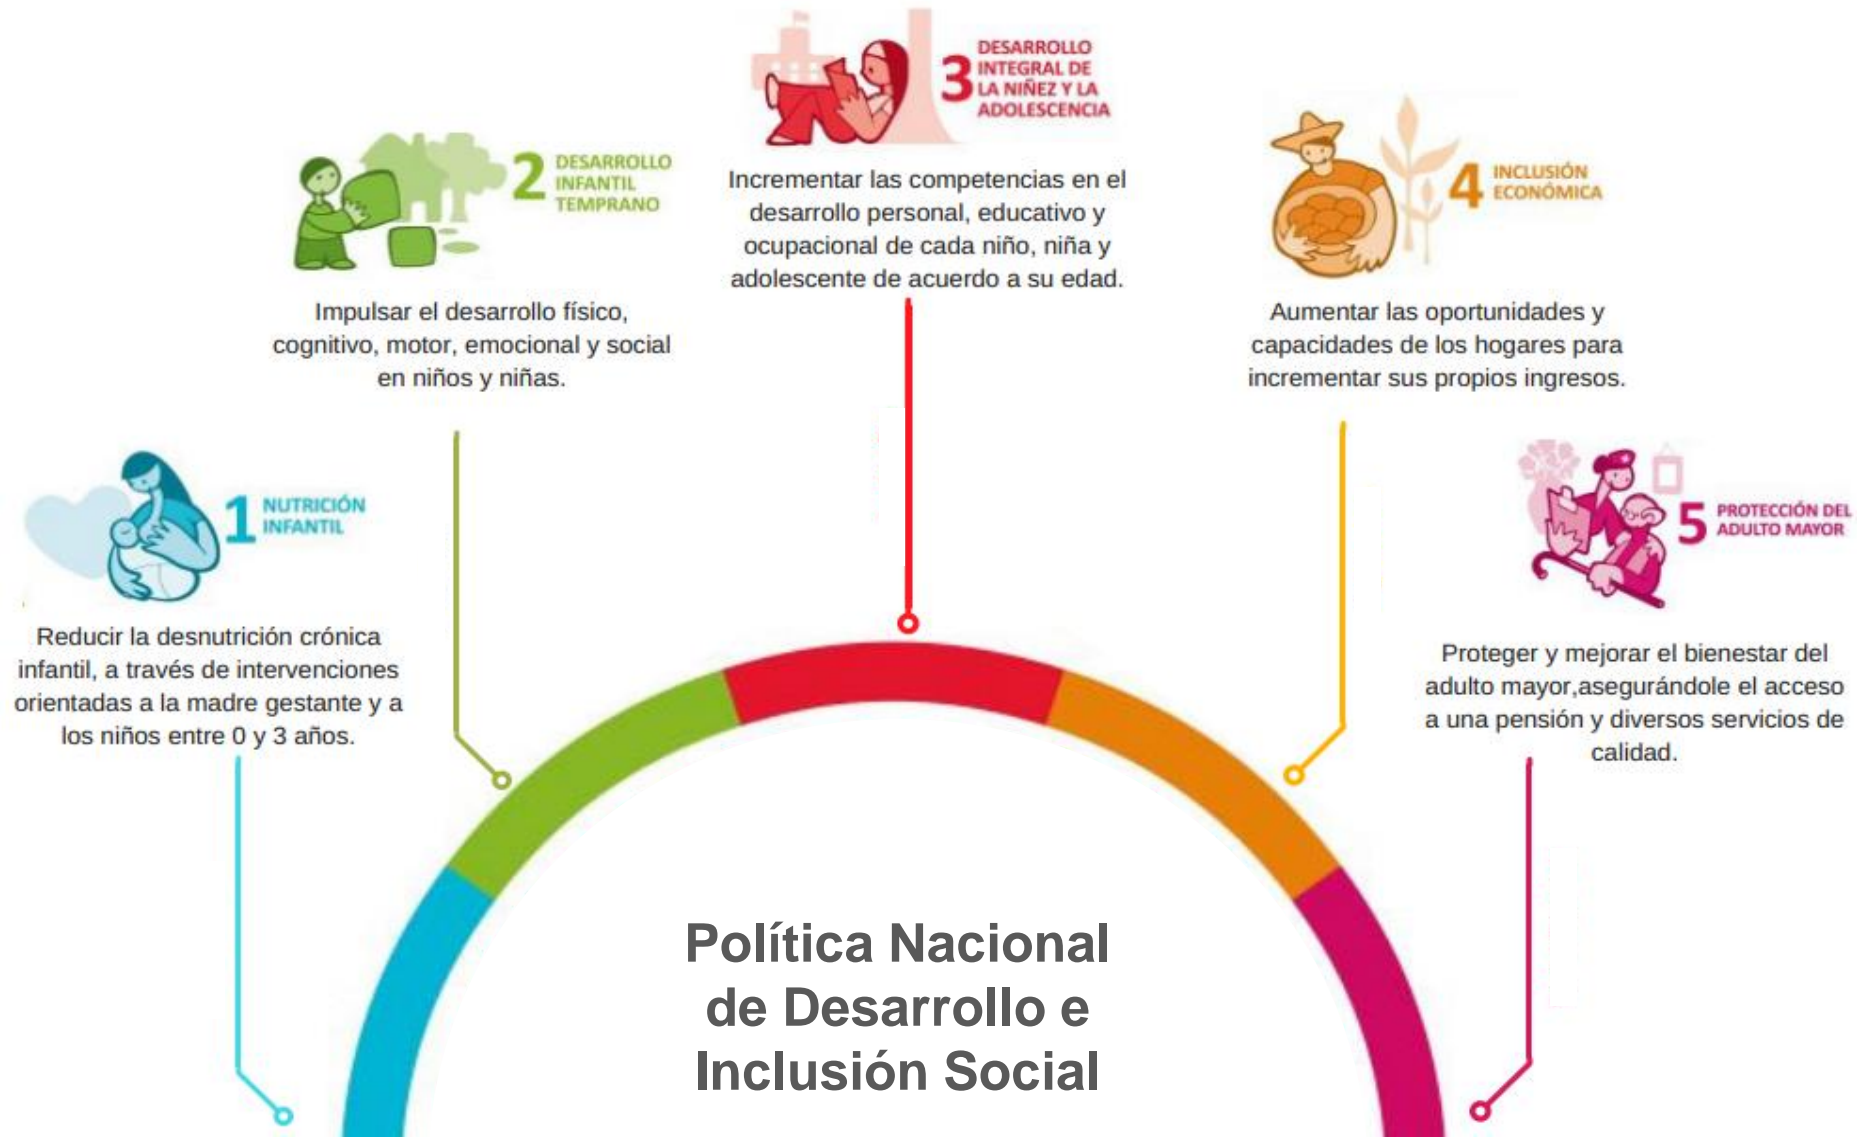 1
NUTRICIÓN
INFANTIL
Reducir la desnutrición crónica
infantil, a través de intervenciones
orientadas a la madre gestante y a
los niños entre 0 y 3 años.
2
DESARROLLO
INFANTIL
TEMPRANO
Impulsar el desarrollo físico,
cognitivo, motor, emocional y social
en niños y niñas.
3
DESARROLLO
INTEGRAL DE
LA NIÑEZ Y LA
ADOLESCENCIA
Incrementar las competencias en el
desarrollo personal, educativo y
ocupacional de cada niño, niña y
adolescente de acuerdo a su edad.
4
INCLUSIÓN
ECONÓMICA
Aumentar las oportunidades y
capacidades de los hogares para
incrementar sus propios ingresos.
5
PROTECCIÓN DEL
ADULTO MAYOR
Proteger y mejorar el bienestar del
adulto mayor,asegurándole el acceso
a una pensión y diversos servicios de
calidad.
Política Nacional
de Desarrollo e
Inclusión Social